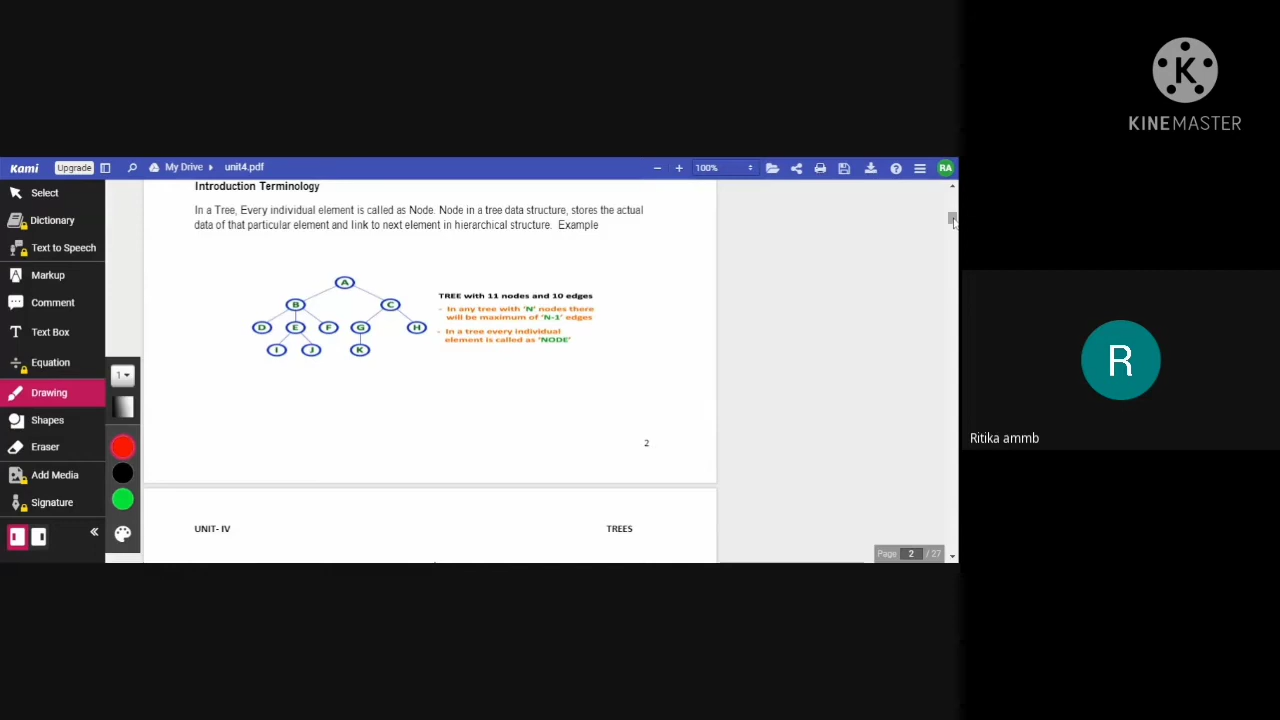 KINEMASTER
Kami
Upgrade
My Drive
unit4.pdf
100%
RA
Select
Dictionary
Text to Speech
Markup
Comment
Text Box
Equation
Drawing
Shapes
Eraser
Add Media
Signature
1
Introduction Terminology
In a Tree, Every individual element is called as Node. Node in a tree data structure, stores the actual
data of that particular element and link to next element in hierarchical structure. Example
A
B C
D E F G H
I J K
TREE with 11 nodes and 10 edges
- In any tree with 'N' nodes there
will be maximum of 'N-1' edges
- In a tree every individual
element is called as 'NODE'
2
UNIT- IV TREES
Page 2 / 27
R
Ritika ammb